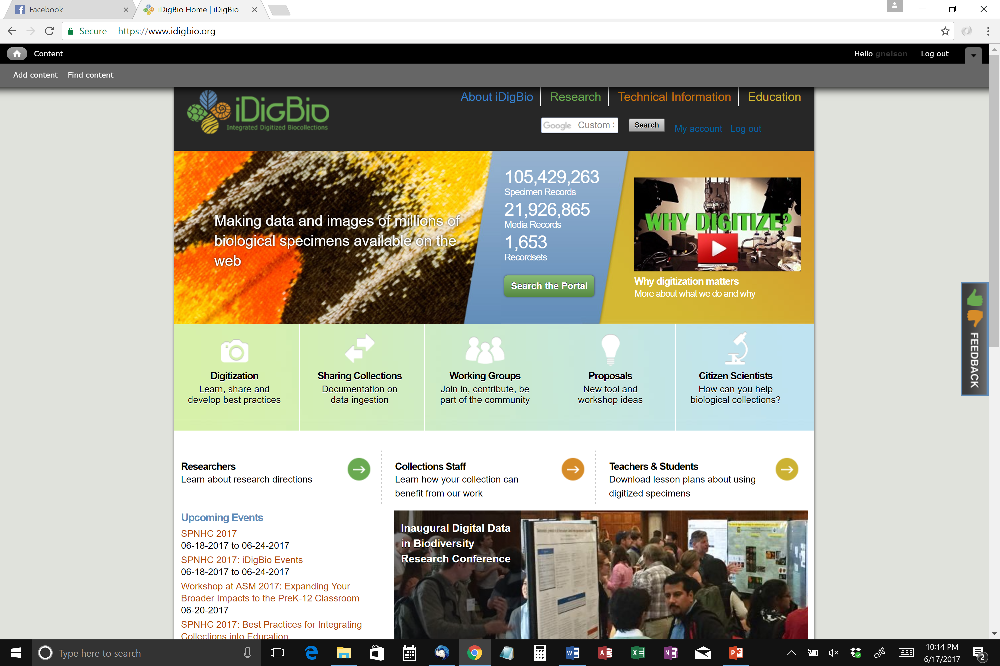 Facebook
iDigBio Home | iDigBio
Secure
https://www.idigbio.org
Content
Hello gnelson
Log out
Add content
Find content
iDigBio
Integrated Digitized Biocollections
About iDigBio
Research
Technical Information
Education
Google Custom
Search
My account
Log out
Making data and images of millions of
biological specimens available on the
web
105,429,263
Specimen Records
21,926,865
Media Records
1,653
Recordsets
Search the Portal
WHY DIGITIZE?
Why digitization matters
More about what we do and why
FEEDBACK
Digitization
Learn, share and
develop best practices
Sharing Collections
Documentation on
data ingestion
Working Groups
Join in, contribute, be
part of the community
Proposals
New tool and
workshop ideas
Citizen Scientists
How can you help
biological collections?
Researchers
Learn about research directions
Collections Staff
Learn how your collection can
benefit from our work
Teachers & Students
Download lesson plans about using
digitized specimens
Upcoming Events
SPNHC 2017
06-18-2017 to 06-24-2017
SPNHC 2017: iDigBio Events
06-18-2017 to 06-24-2017
Workshop at ASM 2017: Expanding Your
Broader Impacts to the PreK-12 Classroom
06-20-2017
SPNHC 2017: Best Practices for Integrating
Collections into Education
Inaugural Digital Data
in Biodiversity
Research Conference
Type here to search
10:14 PM
6/17/2017
2